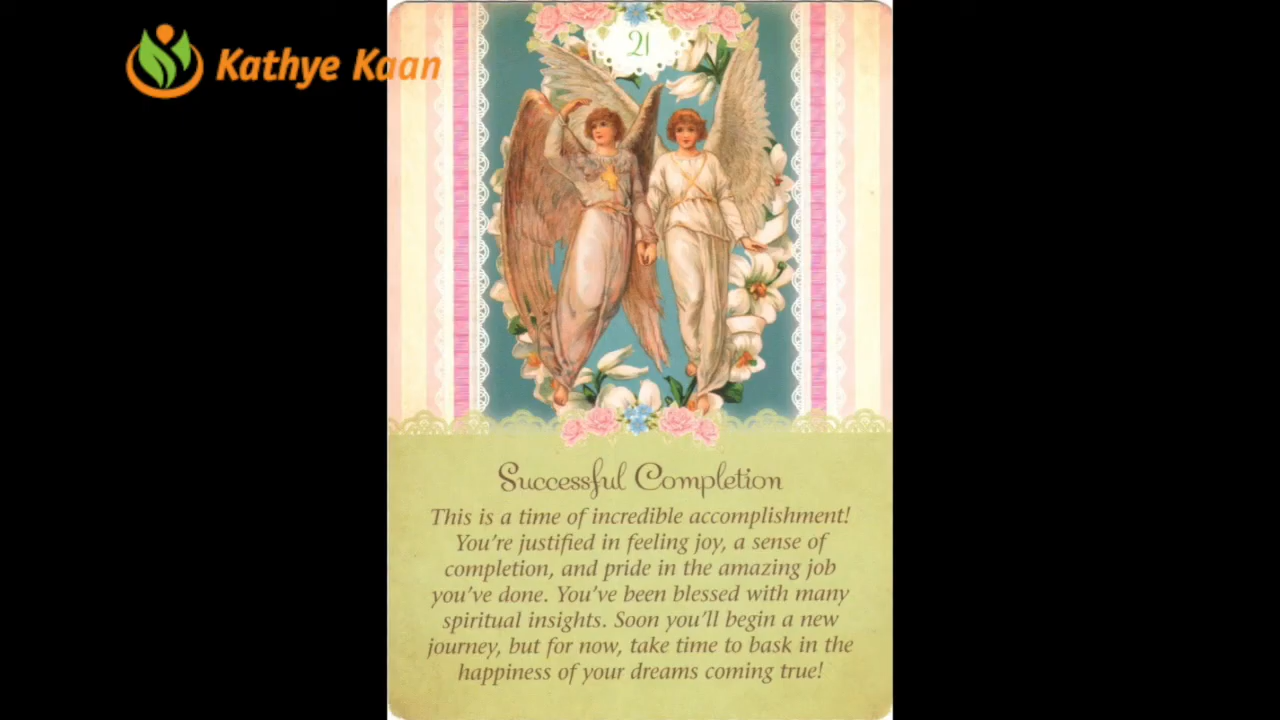 Kathye Kaan
21
Successful Completion
This is a time of incredible accomplishment!
You're justified in feeling joy, a sense of
completion, and pride in the amazing job
you've done. You've been blessed with many
spiritual insights. Soon you'll begin a new
journey, but for now, take time to bask in the
happiness of your dreams coming true!